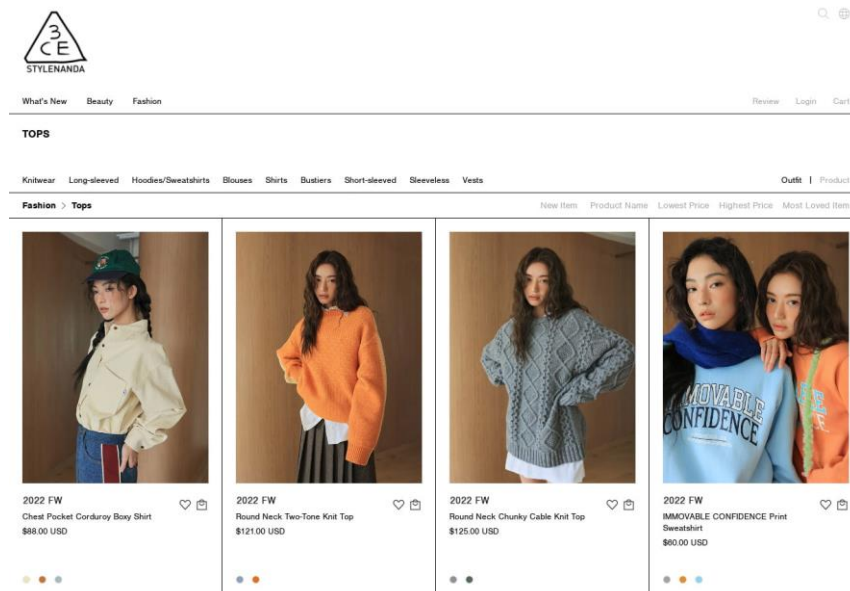 3
CE
STYLENANDA
What's New Beauty Fashion Review Login Cart
TOPS
Knitwear Long-sleeved Hoodies/Sweatshirts Blouses Shirts Bustiers Short-sleeved Sleeveless Vests Outfit | Product
Fashion > Tops New Item Product Name Lowest Price Highest Price Most Loved Item
IMMOVABLE
CONFIDENCE
2022 FW
Chest Pocket Corduroy Boxy Shirt
$88.00 USD
2022 FW
Round Neck Two-Tone Knit Top
$121.00 USD
2022 FW
Round Neck Chunky Cable Knit Top
$125.00 USD
2022 FW
IMMOVABLE CONFIDENCE Print
Sweatshirt
$60.00 USD